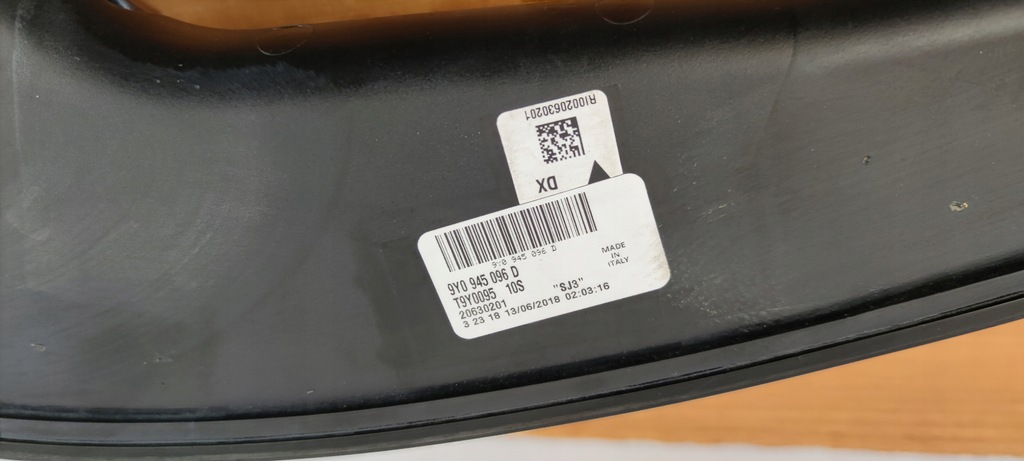 A100020630201
DX
9Y0 945 096 D
9Y0 945 096 D
T9Y0095 10S "SJ3"
20630201
3 23 18 13/06/2018 02:03:16
MADE
IN
ITALY